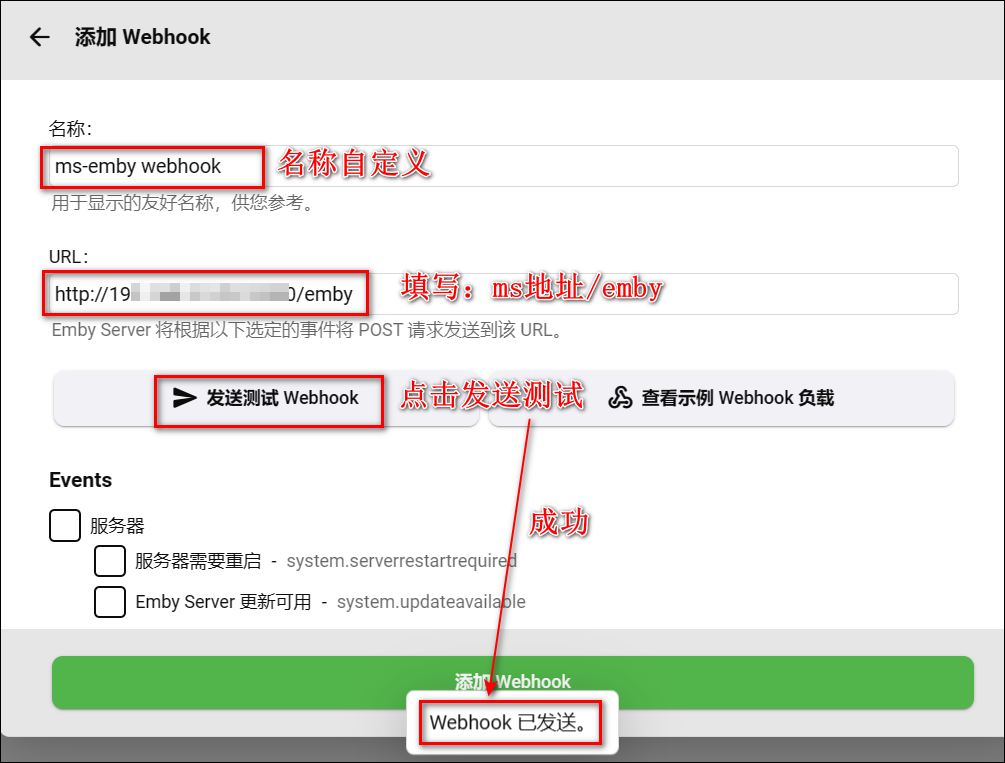 添加 Webhook
名称：
ms-emby webhook
名称自定义
用于显示的友好名称，供您参考。
URL：
http://19 0/emby
填写：ms地址/emby
Emby Server 将根据以下选定的事件将 POST 请求发送到该 URL。
发送测试 Webhook
点击发送测试
查看示例 Webhook 负载
Events
服务器
成功
服务器需要重启 - system.serverrestartrequired
Emby Server 更新可用 - system.updateavailable
添加 Webhook
Webhook 已发送。